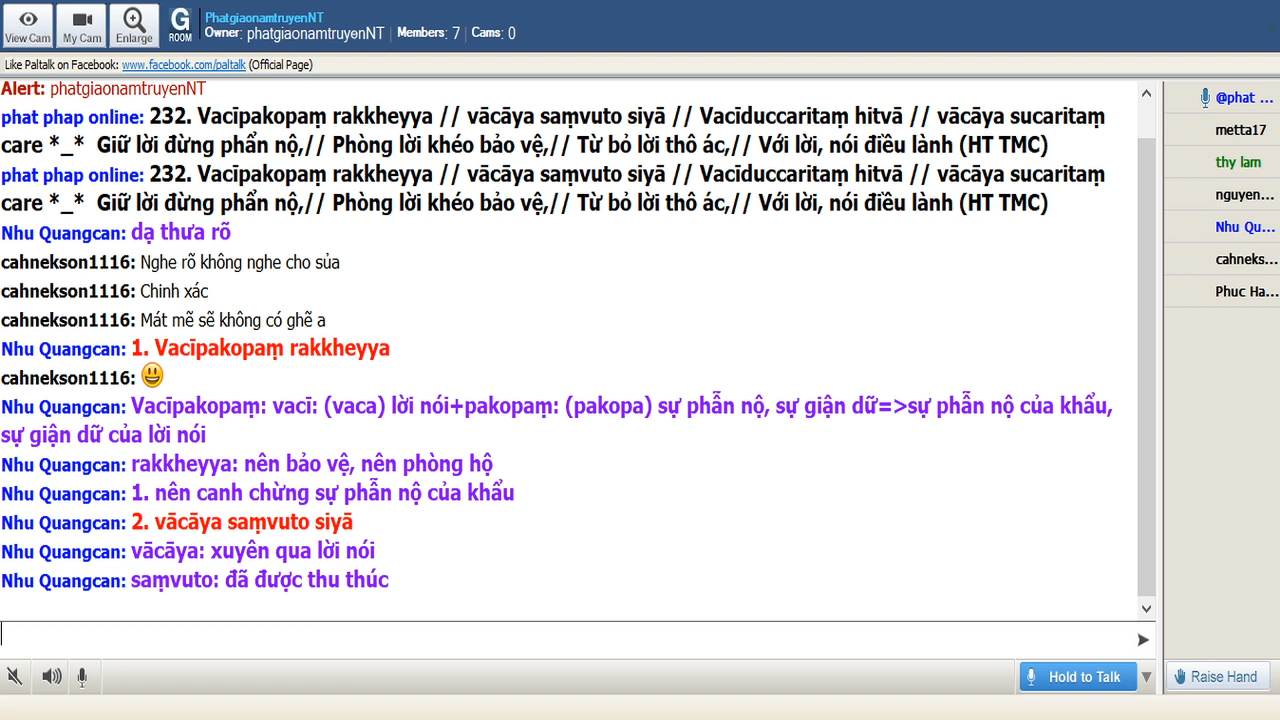 View Cam
My Cam
Enlarge
G ROOM
PhatgiaonamtruyenNT
Owner: phatgiaonamtruyenNT Members: 7 Cams: 0
Like Paltalk on Facebook: www.facebook.com/paltalk (Official Page)
Alert: phatgiaonamtruyenNT
phat phap online: 232. Vacīpakopaṃ rakkheyya // vācāya saṃvuto siyā // Vacīduccaritaṃ hitvā // vācāya sucaritaṃ
care *_* Giữ lời đừng phẩn nộ,// Phòng lời khéo bảo vệ,// Từ bỏ lời thô ác,// Với lời, nói điều lành (HT TMC)
phat phap online: 232. Vacīpakopaṃ rakkheyya // vācāya saṃvuto siyā // Vacīduccaritaṃ hitvā // vācāya sucaritaṃ
care *_* Giữ lời đừng phẩn nộ,// Phòng lời khéo bảo vệ,// Từ bỏ lời thô ác,// Với lời, nói điều lành (HT TMC)
Nhu Quangcan: dạ thưa rõ
cahnekson1116: Nghe rõ không nghe cho sủa
cahnekson1116: Chinh xác
cahnekson1116: Mát mẽ sẽ không có ghẽ a
Nhu Quangcan: 1. Vacīpakopaṃ rakkheyya
cahnekson1116:
Nhu Quangcan: Vacīpakopaṃ: vacī: (vaca) lời nói+pakopaṃ: (pakopa) sự phẫn nộ, sự giận dữ=>sự phẫn nộ của khẩu,
sự giận dữ của lời nói
Nhu Quangcan: rakkheyya: nên bảo vệ, nên phòng hộ
Nhu Quangcan: 1. nên canh chừng sự phẫn nộ của khẩu
Nhu Quangcan: 2. vācāya saṃvuto siyā
Nhu Quangcan: vācāya: xuyên qua lời nói
Nhu Quangcan: saṃvuto: đã được thu thúc
@phat ...
metta17
thy lam
nguyen...
Nhu Qu...
cahneks...
Phuc Ha...
Hold to Talk
Raise Hand